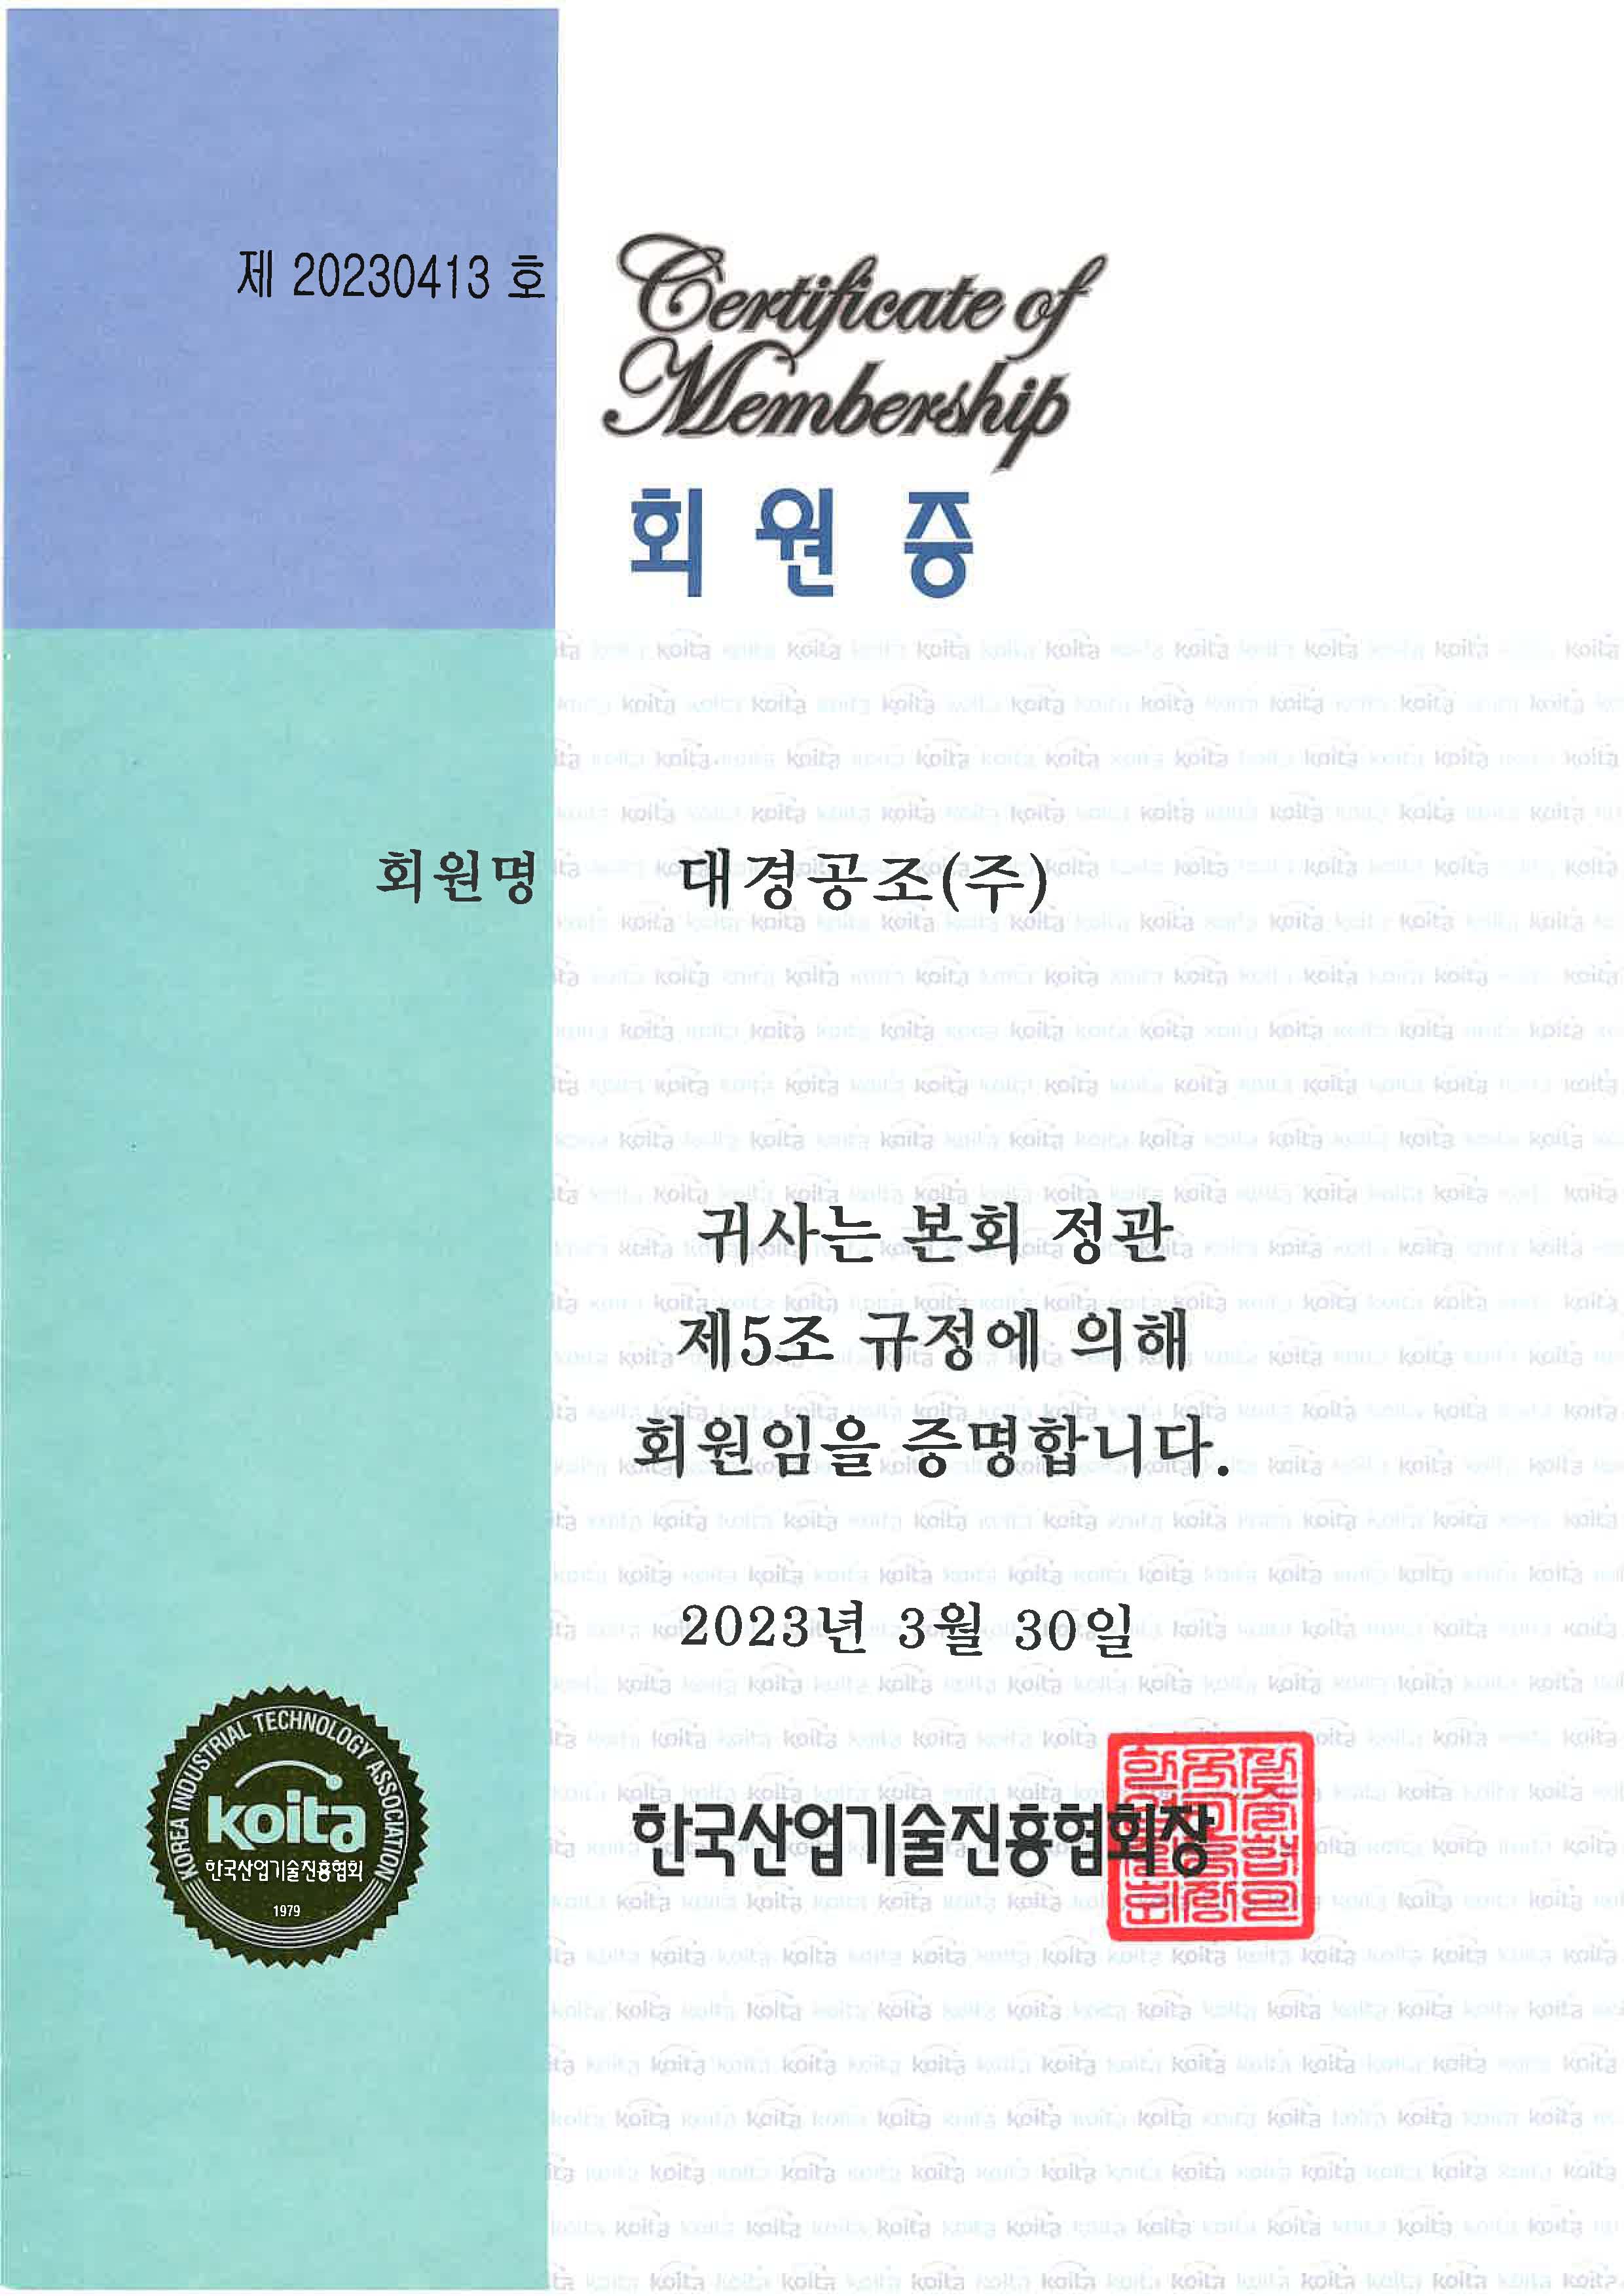 제 20230413 호
Certificate of
Membership
회 원 증
회원명 대경공조(주)
귀사는 본회 정관
제5조 규정에 의해
회원임을 증명합니다.
2023년 3월 30일
한국산업기술진흥협회장
KOREA INDUSTRIAL TECHNOLOGY ASSOCIATION
koita
한국산업기술진흥협회
1979